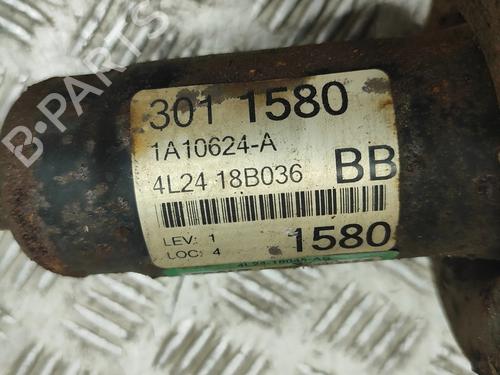 B-PARTS
301 1580
1A10624-A
4L24 18B036 BB
LEV: 1
LOC: 4
1580